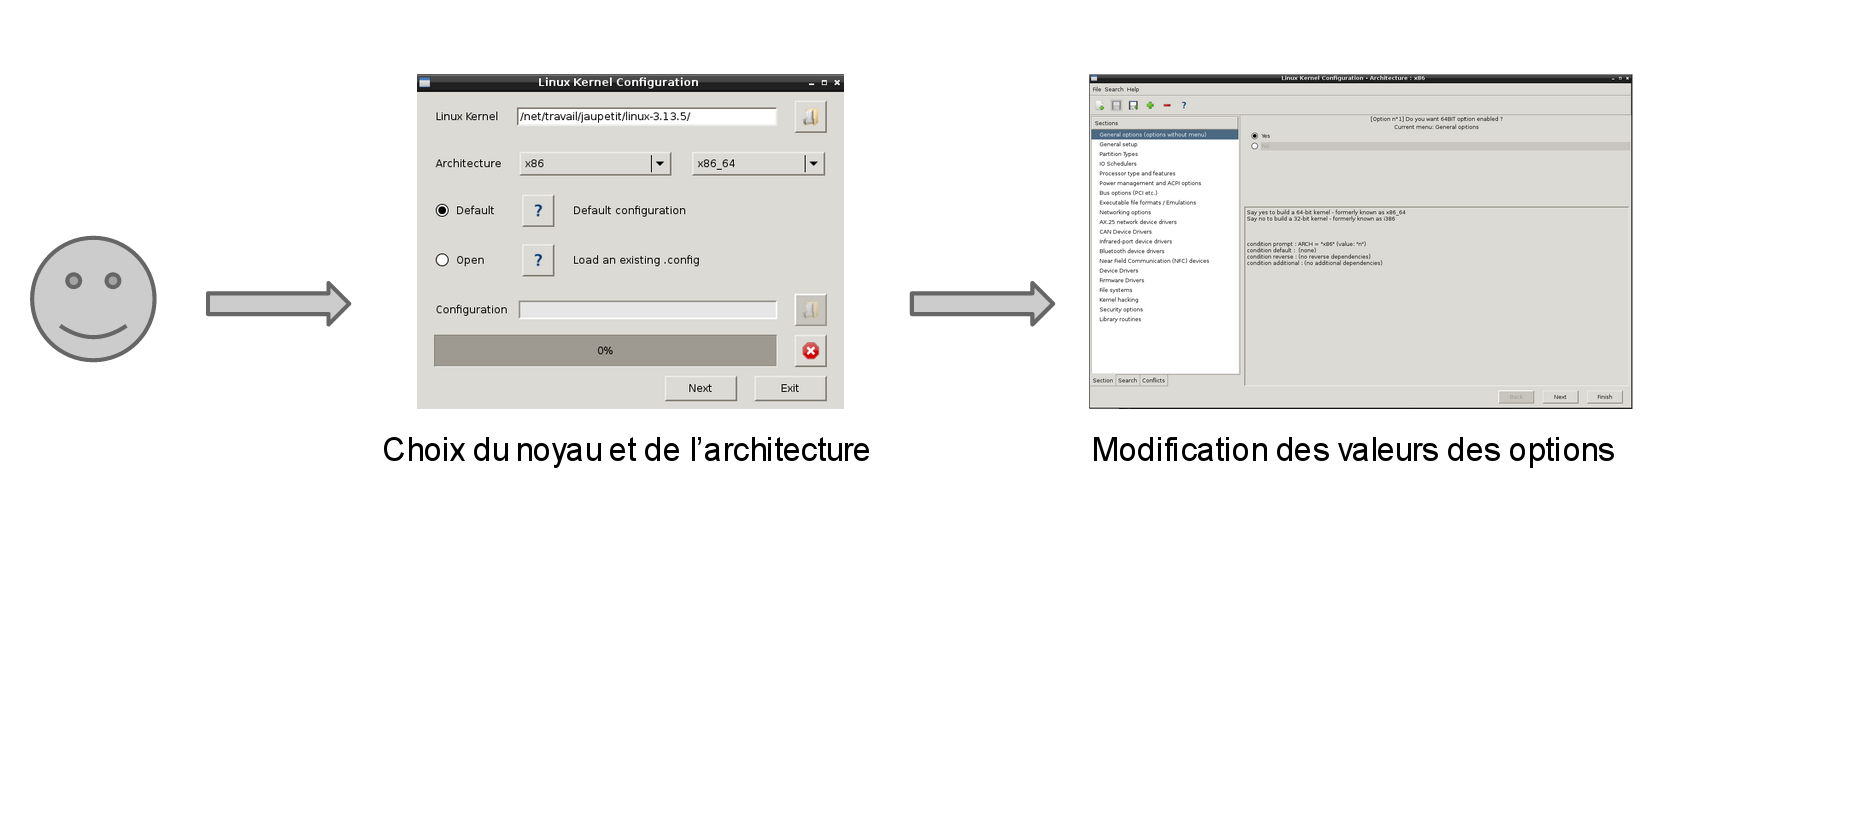 Linux Kernel Configuration
Linux Kernel /net/travail/jaupetit/linux-3.13.5/
Architecture x86 x86_64
Default ? Default configuration
Open ? Load an existing .config
Configuration
0%
Next Exit
Choix du noyau et de l’architecture
Linux Kernel Configuration - Architecture : x86
File Search Help
?
Sections
General options (options without menu)
General setup
Partition Types
IO Schedulers
Processor type and features
Power management and ACPI options
Bus options (PCI etc.)
Executable file formats / Emulations
Networking options
AX.25 network device drivers
CAN Device Drivers
Infrared-port device drivers
Bluetooth device drivers
Near Field Communication (NFC) devices
Device Drivers
Firmware Drivers
File systems
Kernel hacking
Security options
Library routines
Section Search Conflicts
[Option n°1] Do you want 64BIT option enabled ?
Current menu: General options
Yes
No
Say yes to build a 64-bit kernel - formerly known as x86_64
Say no to build a 32-bit kernel - formerly known as i386
condition prompt : ARCH = "x86" (value: "n")
condition default : (none)
condition reverse : (no reverse dependencies)
condition additional : (no additional dependencies)
Back Next Finish
Modification des valeurs des options